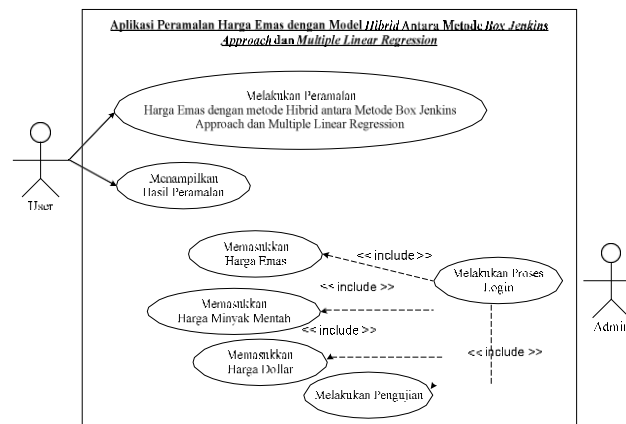 Aplikasi Peramalan Harga Emas dengan Model Hibrid Antara Metode Box Jenkins
Approach dan Multiple Linear Regression
Melakukan Peramalan
Harga Emas dengan metode Hibrid antara Metode Box Jenkins
Approach dan Multiple Linear Regression
Menampilkan
Hasil Peramalan
User
Memasukkan
Harga Emas
<< include >>
Melakukan Proses
Login
<< include >>
Memasukkan
Harga Minyak Mentah
<< include >>
Admin
Memasukkan
Harga Dollar
<< include >>
Melakukan Pengujian